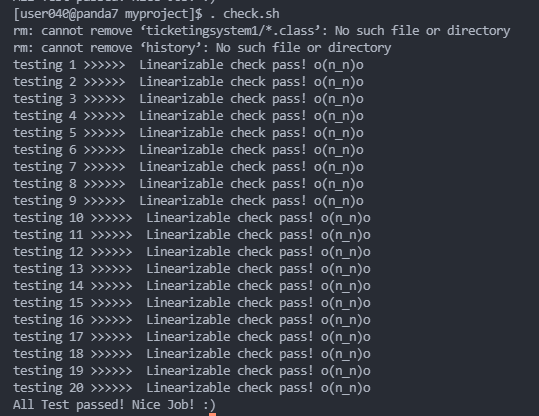 [user040@panda7 myproject]$ . check.sh
rm: cannot remove ‘ticketingsystem1/*.class’: No such file or directory
rm: cannot remove ‘history’: No such file or directory
testing 1 >>>>>>  Linearizable check pass! o(n_n)o
testing 2 >>>>>>  Linearizable check pass! o(n_n)o
testing 3 >>>>>>  Linearizable check pass! o(n_n)o
testing 4 >>>>>>  Linearizable check pass! o(n_n)o
testing 5 >>>>>>  Linearizable check pass! o(n_n)o
testing 6 >>>>>>  Linearizable check pass! o(n_n)o
testing 7 >>>>>>  Linearizable check pass! o(n_n)o
testing 8 >>>>>>  Linearizable check pass! o(n_n)o
testing 9 >>>>>>  Linearizable check pass! o(n_n)o
testing 10 >>>>>>  Linearizable check pass! o(n_n)o
testing 11 >>>>>>  Linearizable check pass! o(n_n)o
testing 12 >>>>>>  Linearizable check pass! o(n_n)o
testing 13 >>>>>>  Linearizable check pass! o(n_n)o
testing 14 >>>>>>  Linearizable check pass! o(n_n)o
testing 15 >>>>>>  Linearizable check pass! o(n_n)o
testing 16 >>>>>>  Linearizable check pass! o(n_n)o
testing 17 >>>>>>  Linearizable check pass! o(n_n)o
testing 18 >>>>>>  Linearizable check pass! o(n_n)o
testing 19 >>>>>>  Linearizable check pass! o(n_n)o
testing 20 >>>>>>  Linearizable check pass! o(n_n)o
All Test passed! Nice Job! :)